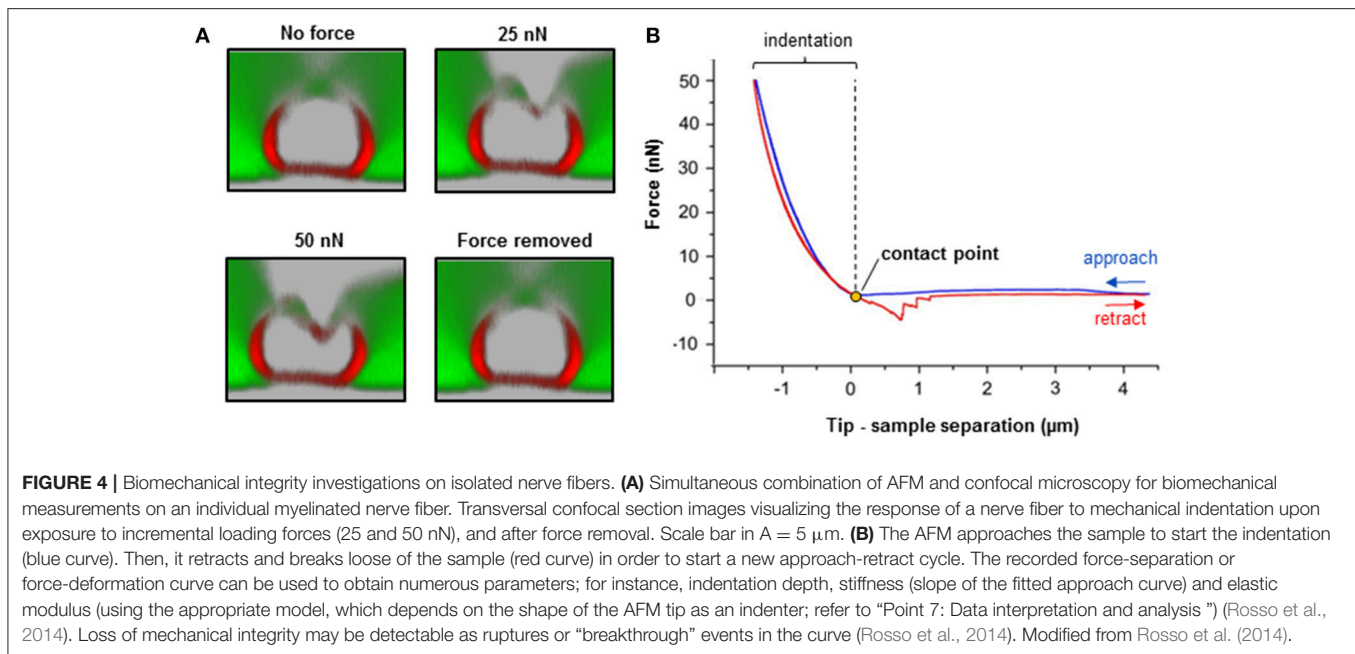 A
No force
25 nN
50 nN
Force removed
B
indentation
50
40
30
20
10
0
-10
Force (nN)
contact point
approach
retract
-1
0
1
2
3
4
Tip - sample separation (µm)
FIGURE 4 | Biomechanical integrity investigations on isolated nerve fibers. (A) Simultaneous combination of AFM and confocal microscopy for biomechanical
measurements on an individual myelinated nerve fiber. Transversal confocal section images visualizing the response of a nerve fiber to mechanical indentation upon
exposure to incremental loading forces (25 and 50 nN), and after force removal. Scale bar in A = 5 µm. (B) The AFM approaches the sample to start the indentation
(blue curve). Then, it retracts and breaks loose of the sample (red curve) in order to start a new approach-retract cycle. The recorded force-separation or
force-deformation curve can be used to obtain numerous parameters; for instance, indentation depth, stiffness (slope of the fitted approach curve) and elastic
modulus (using the appropriate model, which depends on the shape of the AFM tip as an indenter; refer to “Point 7: Data interpretation and analysis ”) (Rosso et al.,
2014). Loss of mechanical integrity may be detectable as ruptures or “breakthrough” events in the curve (Rosso et al., 2014). Modified from Rosso et al. (2014).